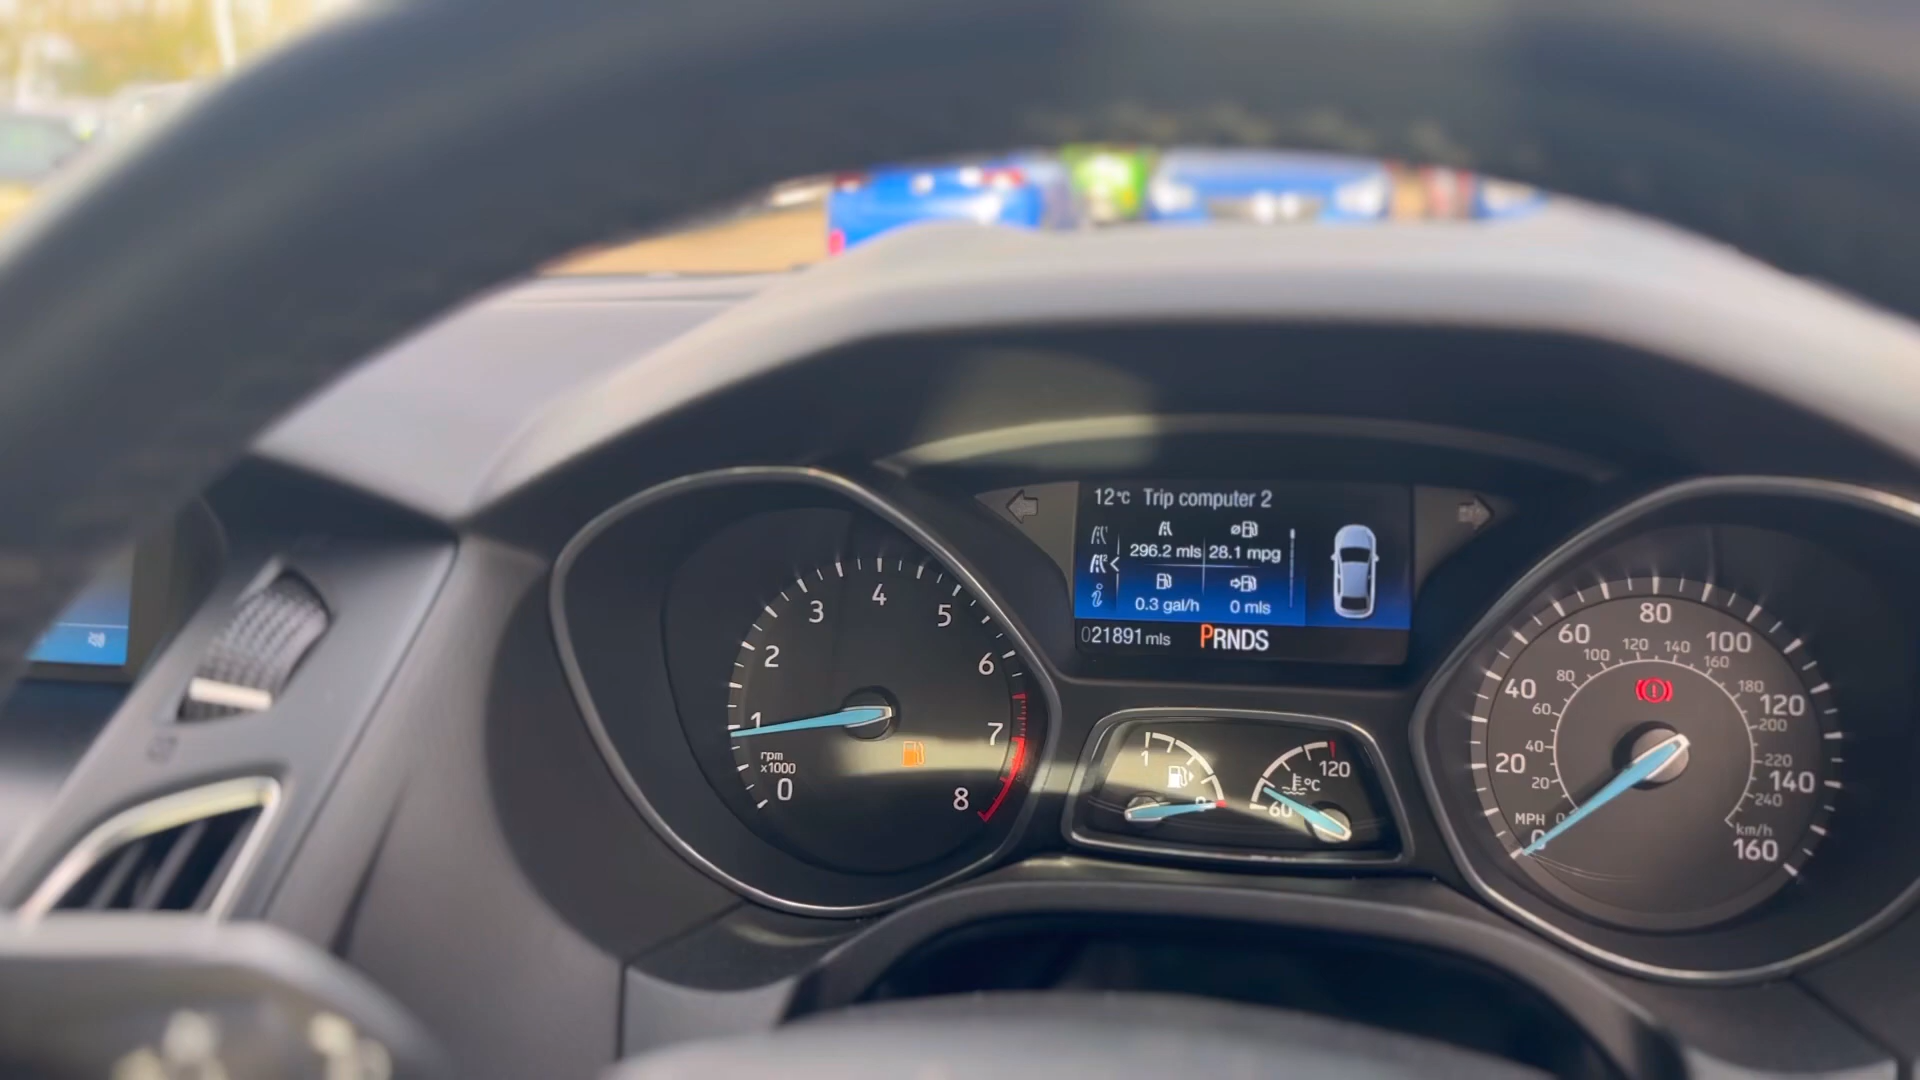 12°C Trip computer 2
296.2 mls 28.1 mpg
0.3 gal/h 0 mls
021891 mls PRNDS
0 1 2 3 4 5 6 7 8
rpm
x1000
1 0
60 120
°C
0 20 40 60 80 100 120 140 160
MPH
0 20 40 60 80 100 120 140 160 180 200 220 240
km/h